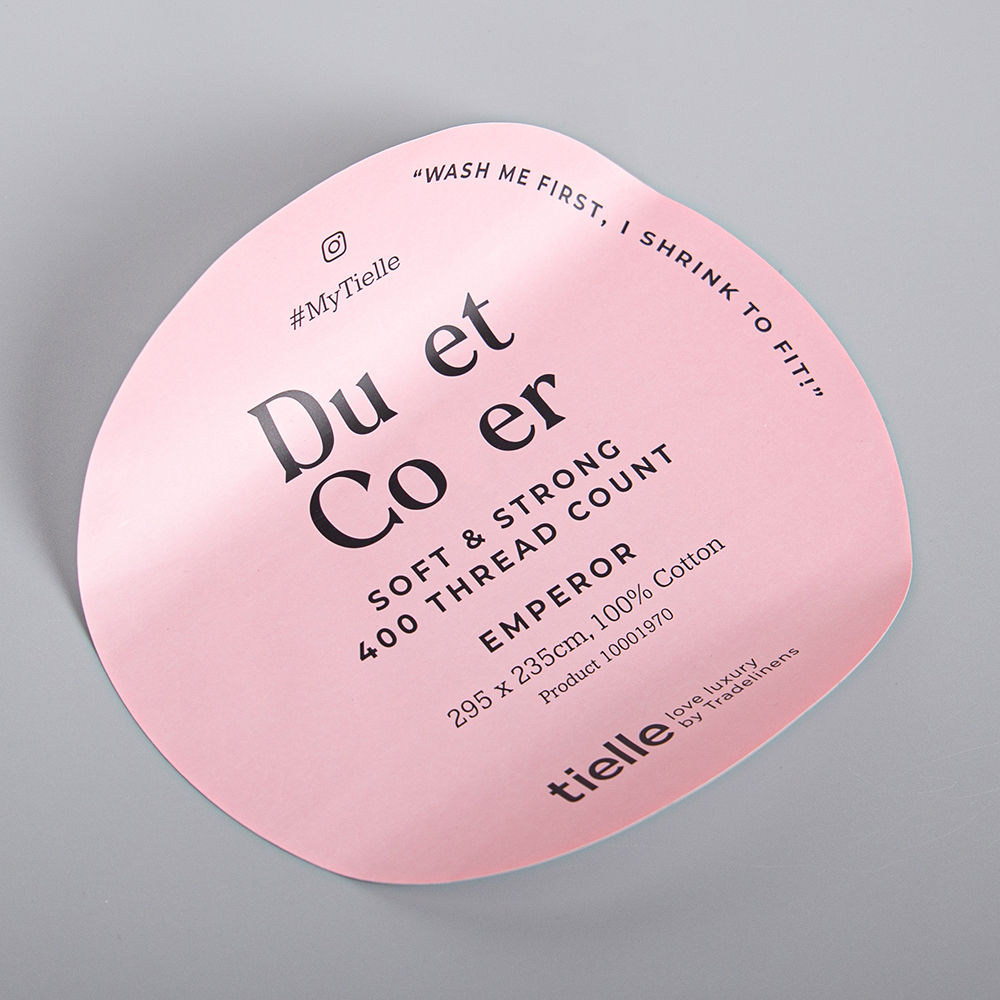 “WASH ME FIRST, I SHRINK TO FIT!”
#MyTielle
Du et
Co er
SOFT & STRONG
400 THREAD COUNT
EMPEROR
295 x 235cm, 100% Cotton
Product 10001970
tielle
love luxury
by Tradelinens